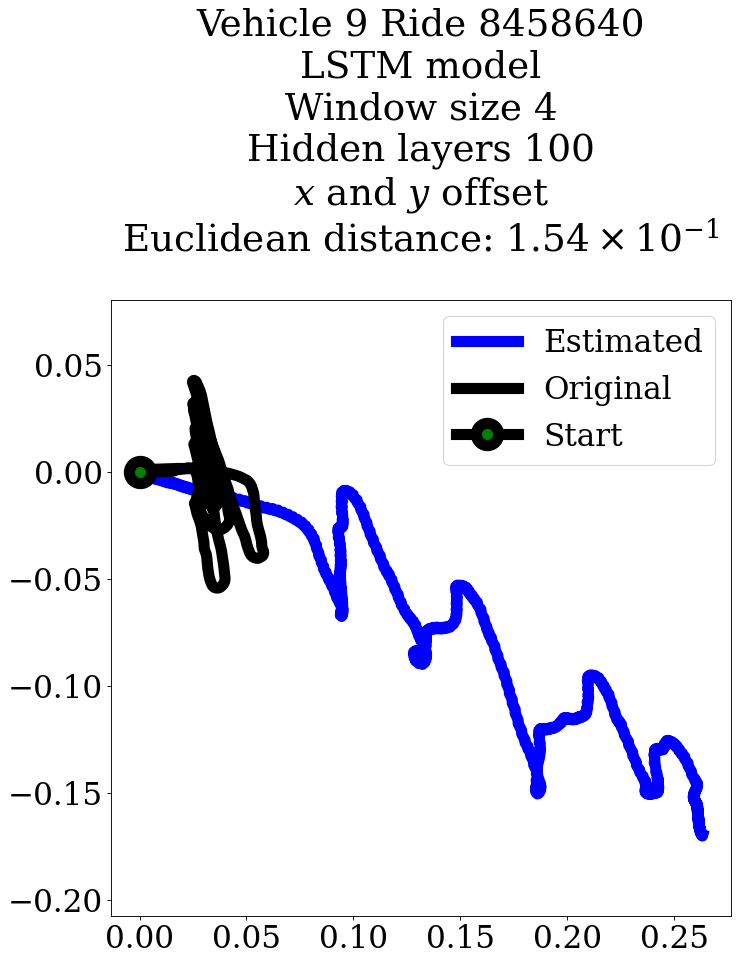 Vehicle 9 Ride 8458640
LSTM model
Window size 4
Hidden layers 100
x and y offset
Euclidean distance: 1.54 × 10⁻¹
Estimated
Original
Start
0.05
0.00
−0.05
−0.10
−0.15
−0.20
0.00 0.05 0.10 0.15 0.20 0.25